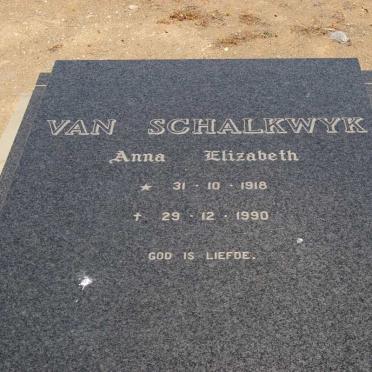 VAN SCHALKWYK
Anna Elizabeth
★ 31 · 10 · 1918
✝ 29 · 12 · 1990
GOD IS LIEFDE.